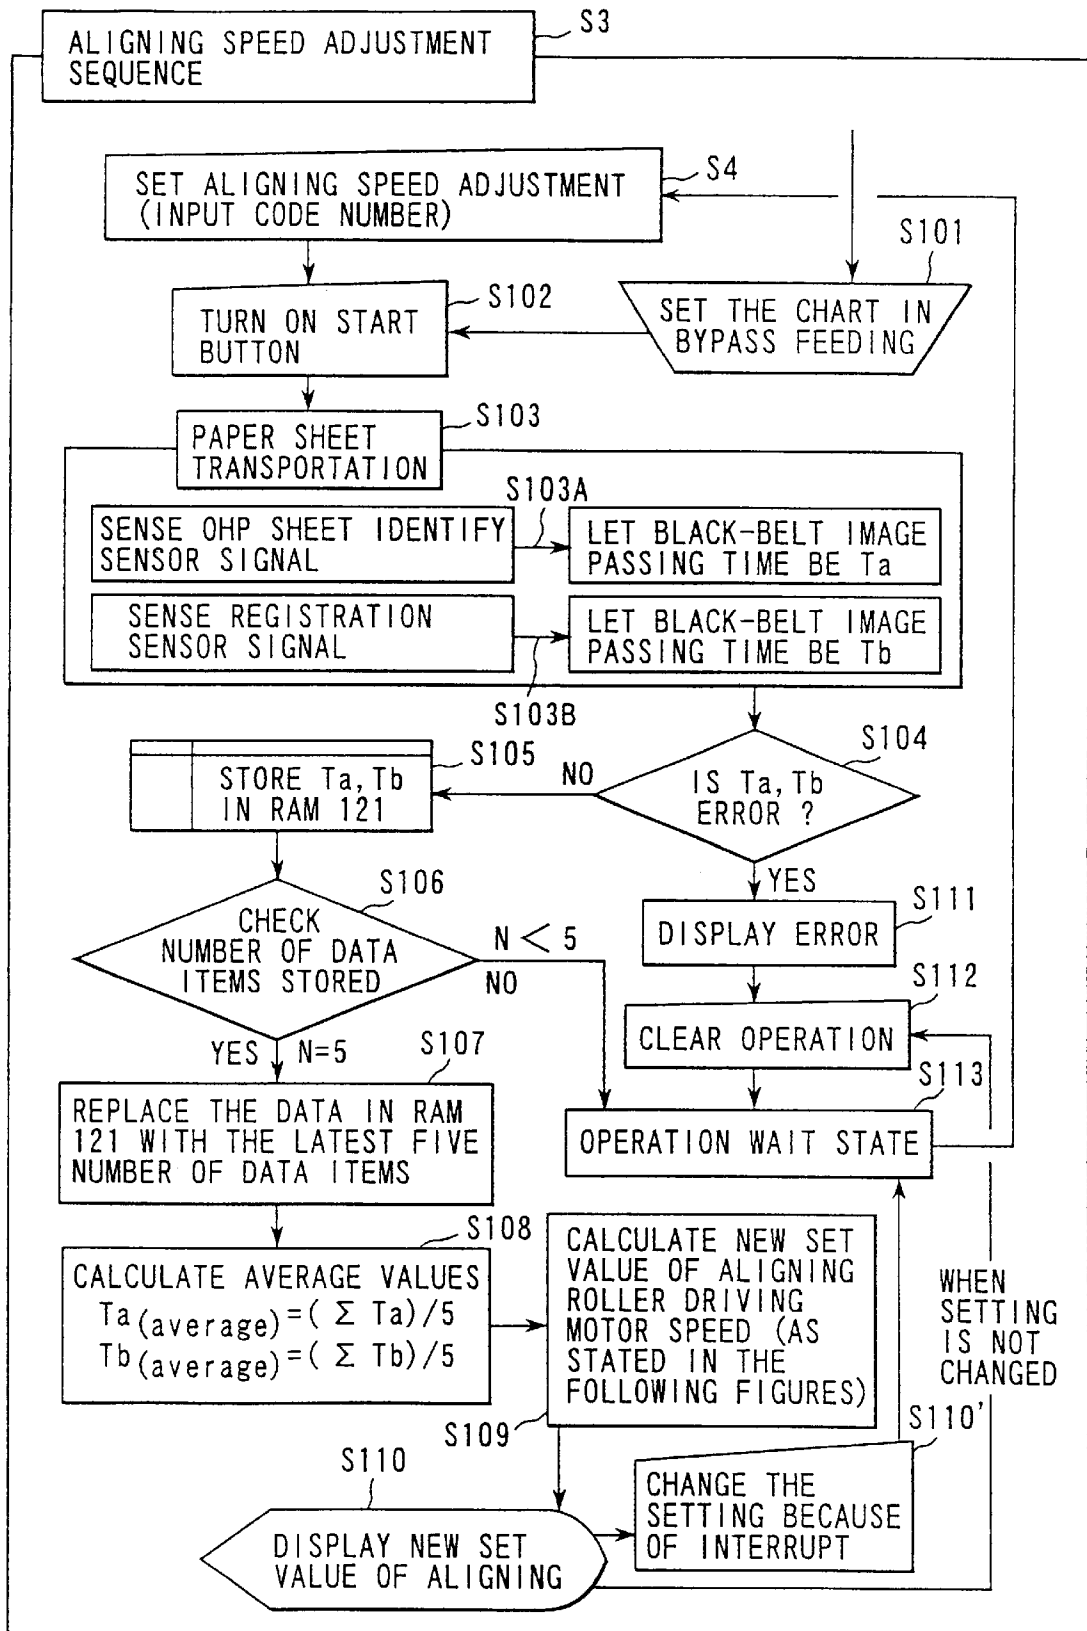 S3
ALIGNING SPEED ADJUSTMENT
SEQUENCE
S4
SET ALIGNING SPEED ADJUSTMENT
(INPUT CODE NUMBER)
S101
SET THE CHART IN
BYPASS FEEDING
S102
TURN ON START
BUTTON
S103
PAPER SHEET
TRANSPORTATION
S103A
SENSE OHP SHEET IDENTIFY
SENSOR SIGNAL
LET BLACK-BELT IMAGE
PASSING TIME BE Ta
SENSE REGISTRATION
SENSOR SIGNAL
LET BLACK-BELT IMAGE
PASSING TIME BE Tb
S103B
S104
IS Ta, Tb
ERROR ?
NO
YES
S105
STORE Ta, Tb
IN RAM 121
S106
CHECK
NUMBER OF DATA
ITEMS STORED
N < 5
NO
YES N=5
S111
DISPLAY ERROR
S112
CLEAR OPERATION
S113
OPERATION WAIT STATE
S107
REPLACE THE DATA IN RAM
121 WITH THE LATEST FIVE
NUMBER OF DATA ITEMS
S108
CALCULATE AVERAGE VALUES
Ta(average)=( Σ Ta)/5
Tb(average)=( Σ Tb)/5
CALCULATE NEW SET
VALUE OF ALIGNING
ROLLER DRIVING
MOTOR SPEED (AS
STATED IN THE
FOLLOWING FIGURES)
S109
WHEN
SETTING
IS NOT
CHANGED
S110
DISPLAY NEW SET
VALUE OF ALIGNING
S110'
CHANGE THE
SETTING BECAUSE
OF INTERRUPT